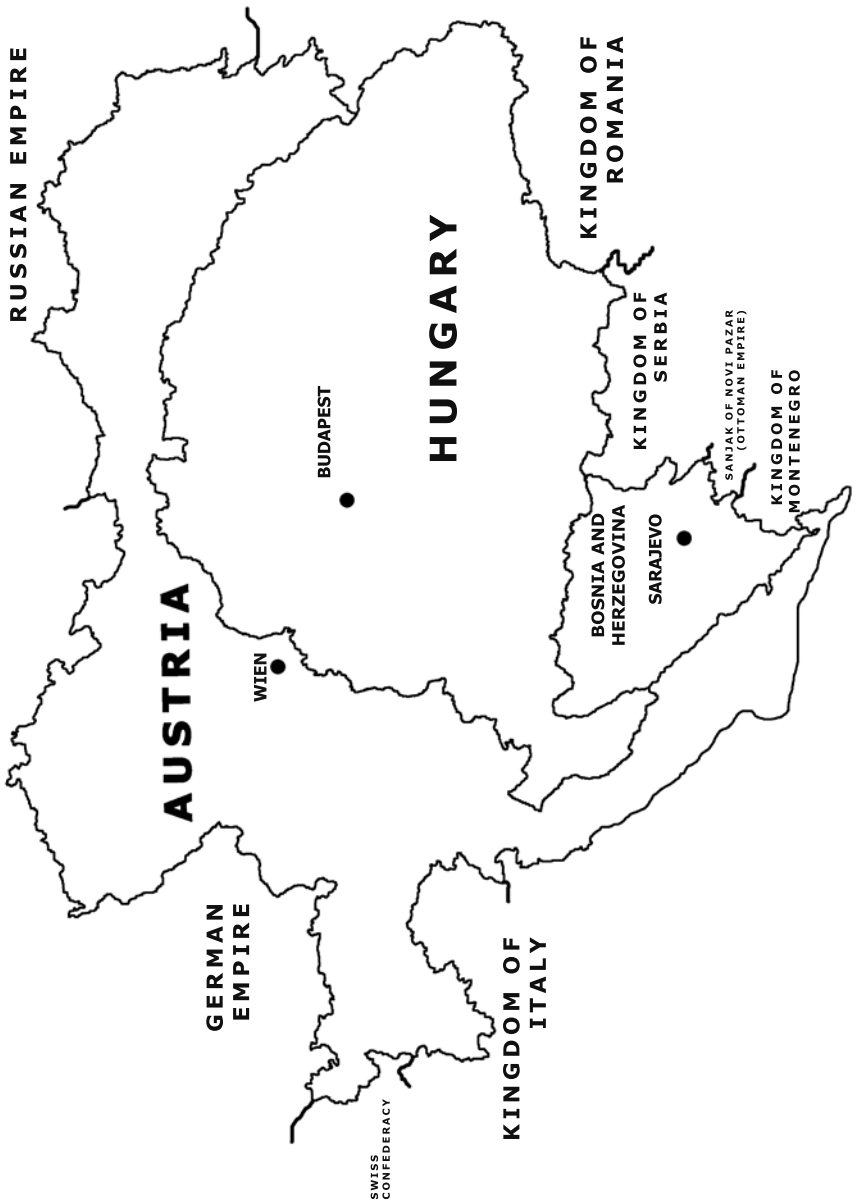 RUSSIAN EMPIRE
AUSTRIA
WIEN
GERMAN
EMPIRE
BUDAPEST
HUNGARY
SWISS
CONFEDERACY
KINGDOM OF
ITALY
KINGDOM OF
ROMANIA
BOSNIA AND
HERZEGOVINA
SARAJEVO
KINGDOM OF
SERBIA
SANJAK OF NOVI PAZAR
(OTTOMAN EMPIRE)
KINGDOM OF
MONTENEGRO